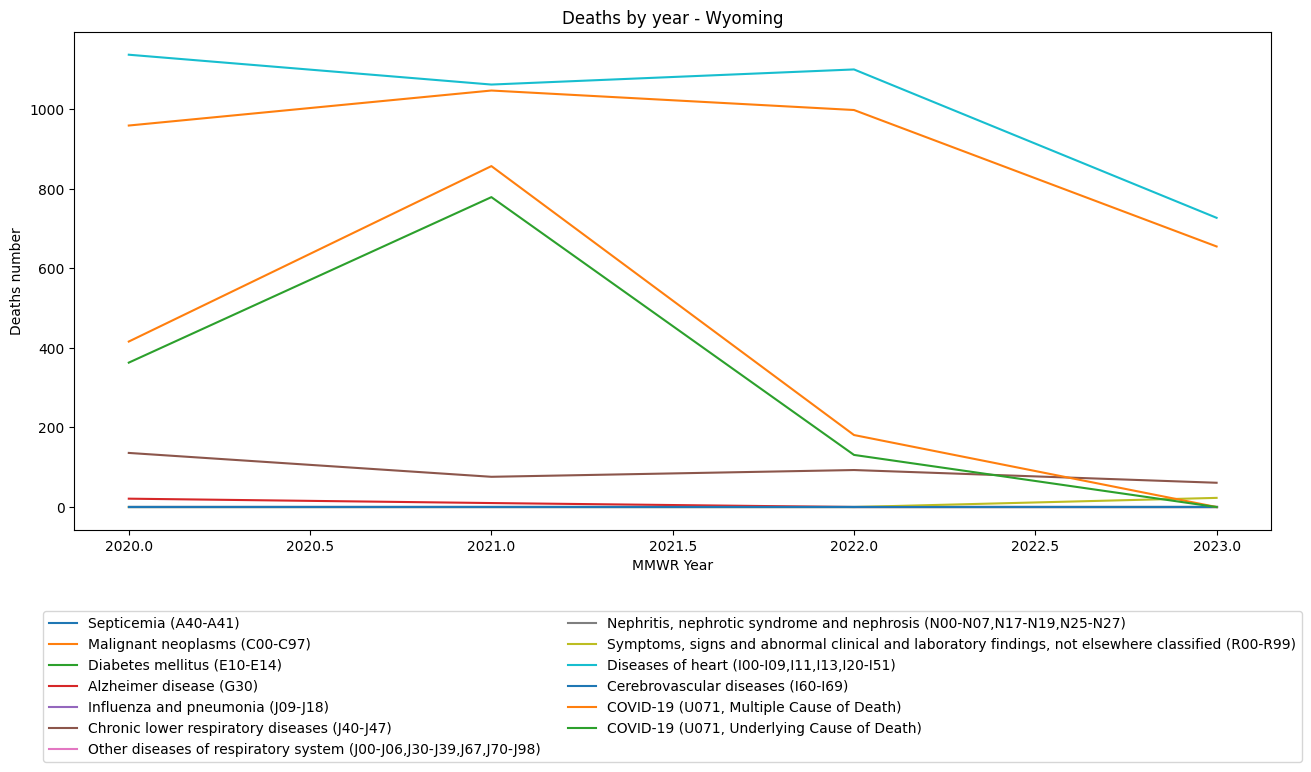 Deaths by year - Wyoming
1000
800
600
400
200
0
Deaths number
2020.0
2020.5
2021.0
2021.5
2022.0
2022.5
2023.0
MMWR Year
Septicemia (A40-A41)
Malignant neoplasms (C00-C97)
Diabetes mellitus (E10-E14)
Alzheimer disease (G30)
Influenza and pneumonia (J09-J18)
Chronic lower respiratory diseases (J40-J47)
Other diseases of respiratory system (J00-J06,J30-J39,J67,J70-J98)
Nephritis, nephrotic syndrome and nephrosis (N00-N07,N17-N19,N25-N27)
Symptoms, signs and abnormal clinical and laboratory findings, not elsewhere classified (R00-R99)
Diseases of heart (I00-I09,I11,I13,I20-I51)
Cerebrovascular diseases (I60-I69)
COVID-19 (U071, Multiple Cause of Death)
COVID-19 (U071, Underlying Cause of Death)